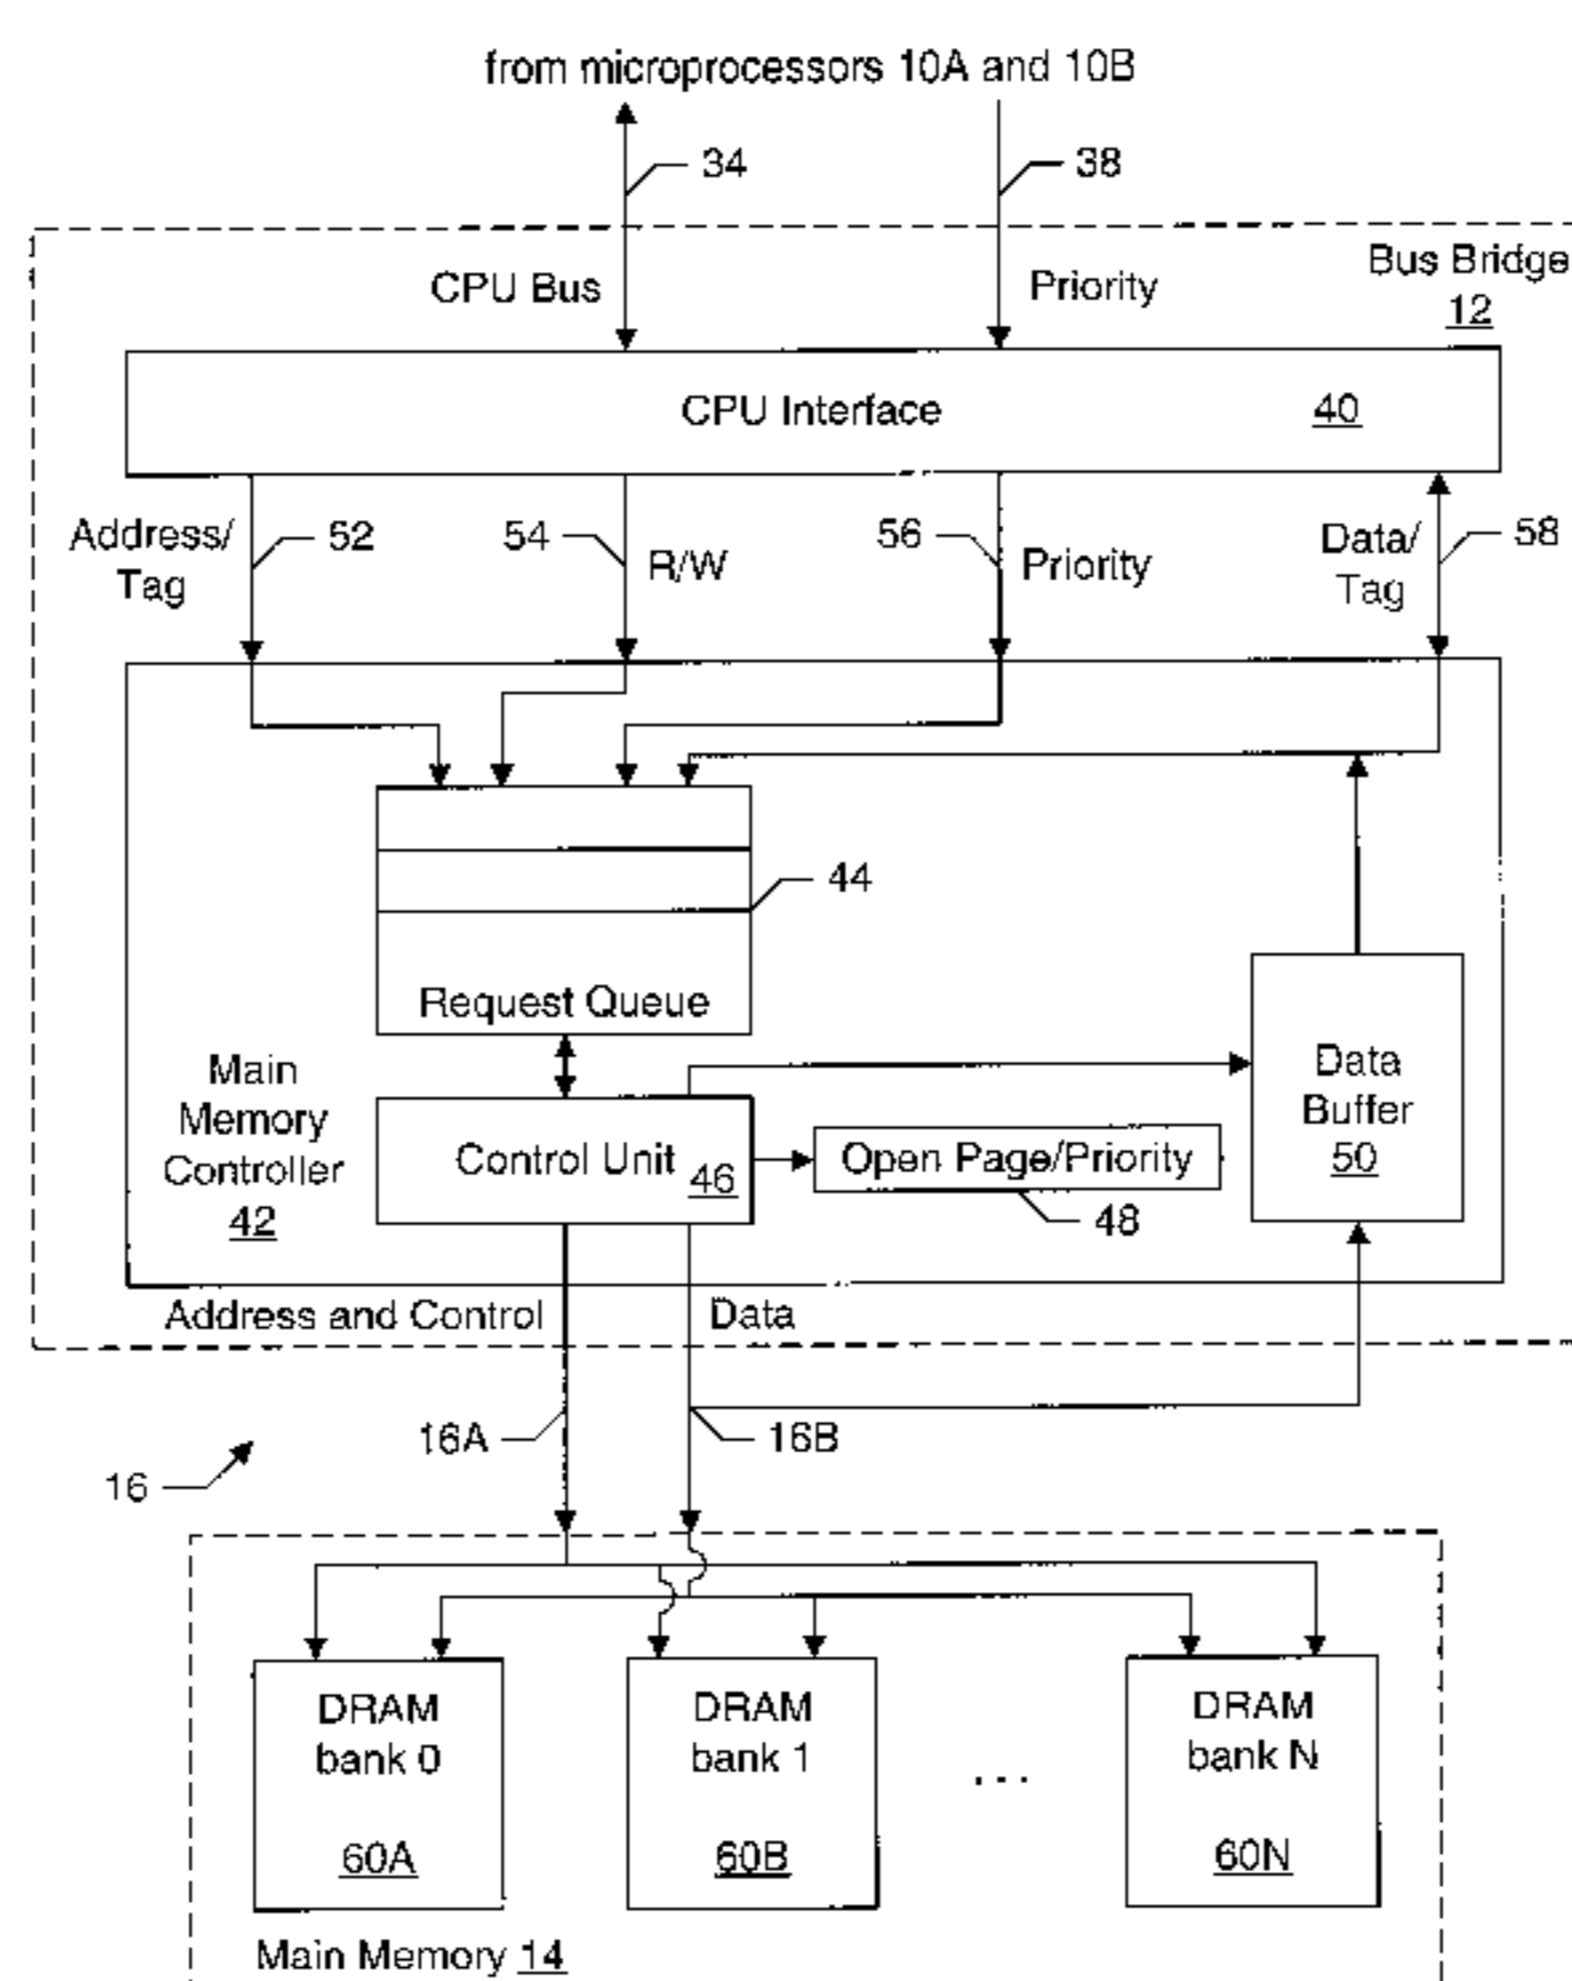 from microprocessors 10A and 10B
34
38
Bus Bridge
12
CPU Bus
Priority
CPU Interface
40
Address/
Tag
52
54
R/W
56
Priority
Data/
Tag
58
44
Request Queue
Main
Memory
Controller
42
Control Unit
46
Open Page/Priority
48
Data
Buffer
50
Address and Control
Data
16A
16B
16
DRAM
bank 0
60A
DRAM
bank 1
60B
...
DRAM
bank N
60N
Main Memory 14